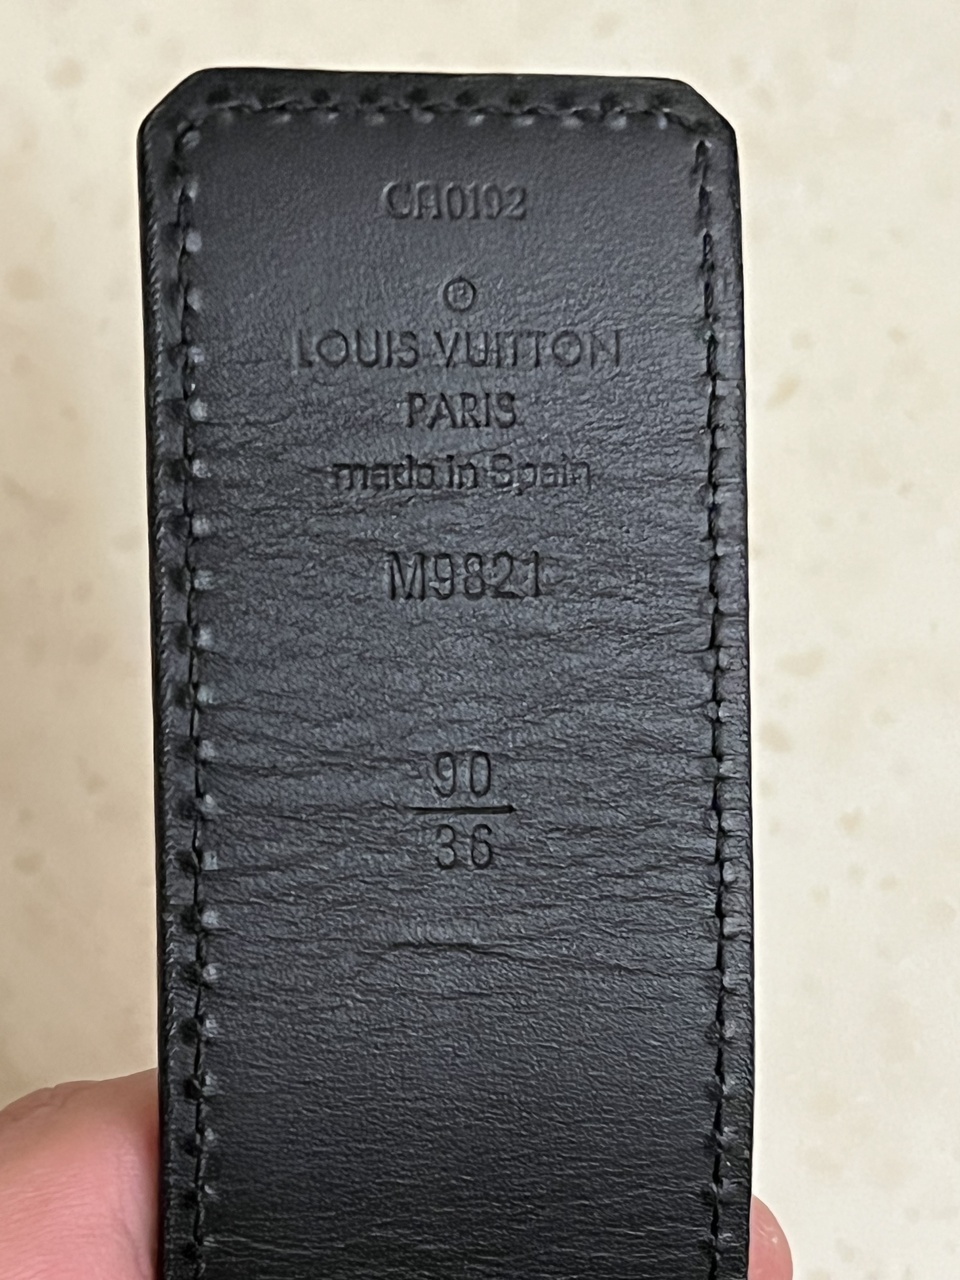 CA0192
®
LOUIS VUITTON
PARIS
made in Spain
M9821
90
36